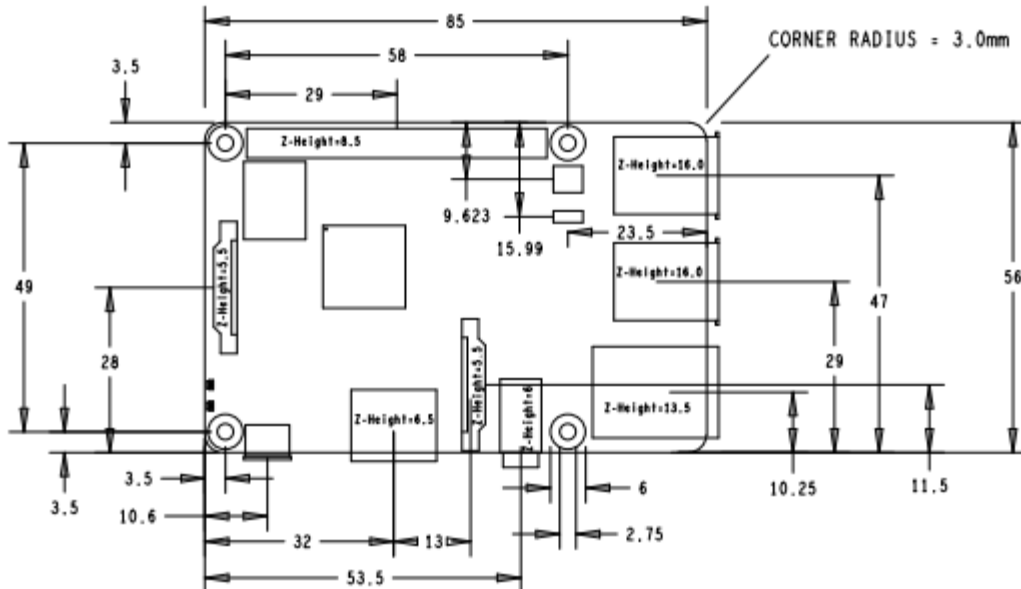 85
CORNER RADIUS = 3.0mm
58
3.5
29
Z-Height=8.5
Z-Height=16.0
9.623
15.99
23.5
Z-Height=5.5
Z-Height=16.0
49
56
47
28
29
Z-Height=5.5
Z-Height=6.5
Z-Height=6
Z-Height=13.5
3.5
3.5
6
10.25
11.5
10.6
2.75
32
13
53.5